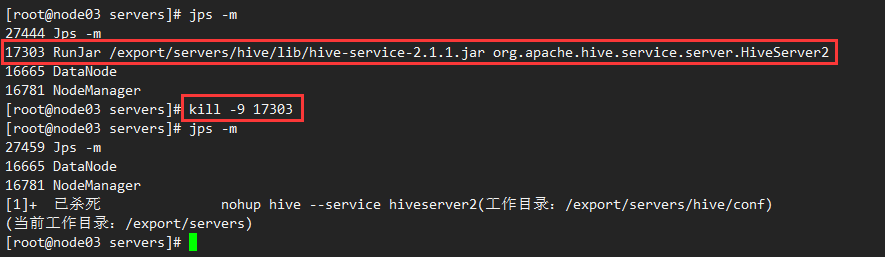 [root@node03 servers]# jps -m
27444 Jps -m
17303 RunJar /export/servers/hive/lib/hive-service-2.1.1.jar org.apache.hive.service.server.HiveServer2
16665 DataNode
16781 NodeManager
[root@node03 servers]# kill -9 17303
[root@node03 servers]# jps -m
27459 Jps -m
16665 DataNode
16781 NodeManager
[1]+  已杀死               nohup hive --service hiveserver2(工作目录：/export/servers/hive/conf)
(当前工作目录：/export/servers)
[root@node03 servers]#